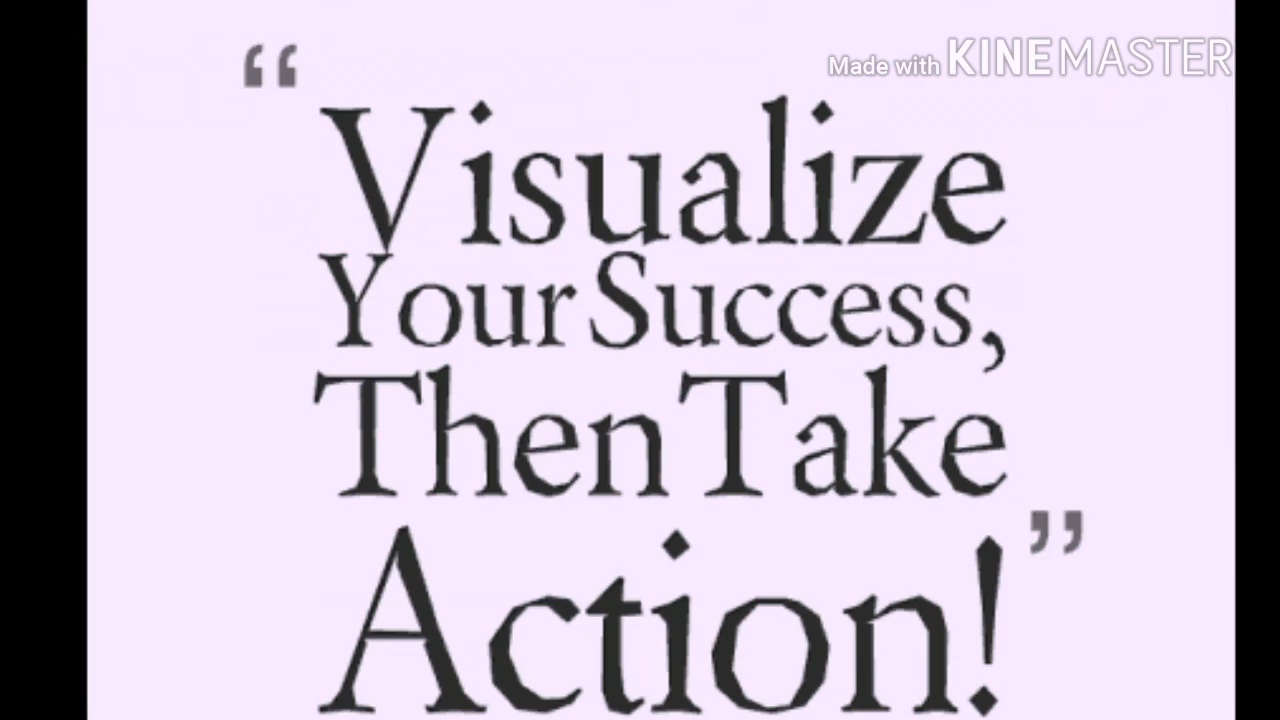 Made with KINEMASTER
“Visualize
Your Success,
Then Take
Action!”